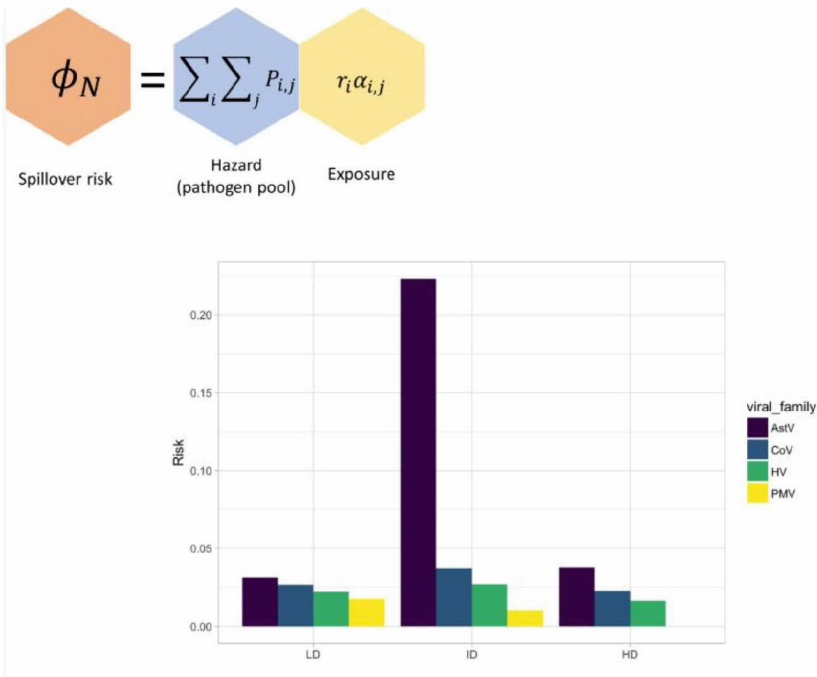 ϕ_N = ∑_i ∑_j P_{i,j} r_i α_{i,j}
Spillover risk
Hazard
(pathogen pool)
Exposure
0.20
0.15
0.10
0.05
0.00
Risk
LD ID HD
viral_family
AstV
CoV
HV
PMV